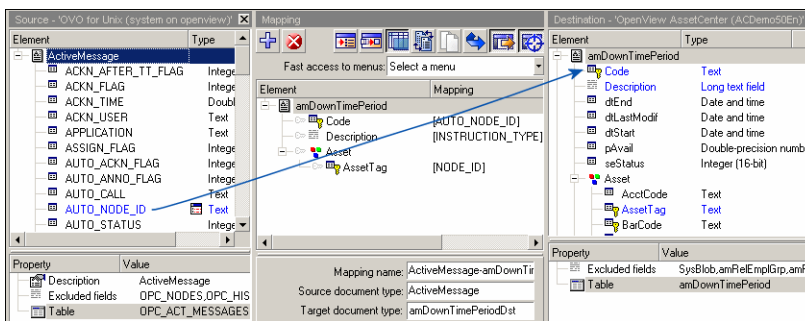 Source - 'OVO for Unix (system on openview)'
Element Type
ActiveMessage
ACKN_AFTER_TT_FLAG Intege
ACKN_FLAG Intege
ACKN_TIME Doubl
ACKN_USER Text
APPLICATION Text
ASSIGN_FLAG Intege
AUTO_ACKN_FLAG Intege
AUTO_ANNO_FLAG Intege
AUTO_CALL Text
AUTO_NODE_ID Text
AUTO_STATUS Intege
Property Value
Description ActiveMessage
Excluded fields OPC_NODES,OPC_HIS
Table OPC_ACT_MESSAGES
Mapping
Fast access to menus: Select a menu
Element Mapping
amDownTimePeriod
Code [AUTO_NODE_ID]
Description [INSTRUCTION_TYPE]
Asset
AssetTag [NODE_ID]
Mapping name: ActiveMessage-amDownTir
Source document type: ActiveMessage
Target document type: amDownTimePeriodDst
Destination - 'OpenView AssetCenter (ACDemo50En)'
Element Type
amDownTimePeriod
Code Text
Description Long text field
dtEnd Date and time
dtLastModif Date and time
dtStart Date and time
pAvail Double-precision numb
seStatus Integer (16-bit)
Asset
AcctCode Text
AssetTag Text
BarCode Text
Property Value
Excluded fields SysBlob,amRelEmplGrp,amF
Table amDownTimePeriod